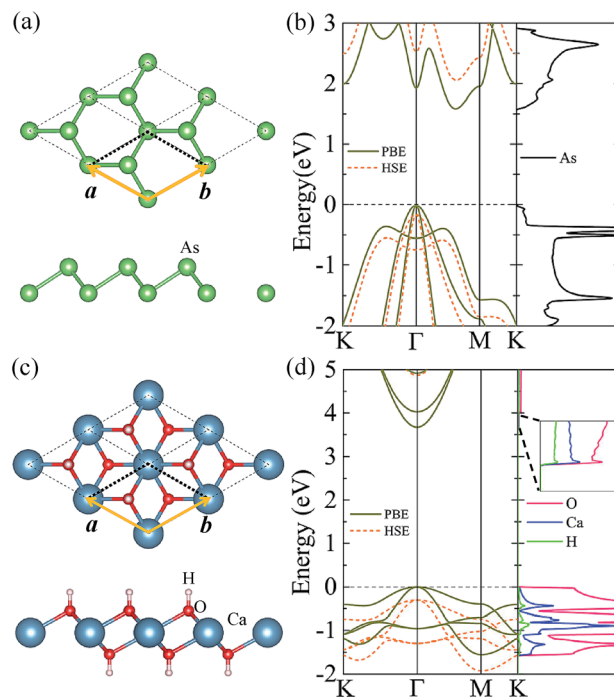 (a)
a
b
As
(b)
Energy(eV)
3
2
1
0
-1
-2
PBE
HSE
As
K
Γ
M
K
(c)
a
b
H
O
Ca
(d)
Energy (eV)
5
4
3
2
1
0
-1
-2
PBE
HSE
O
Ca
H
K
Γ
M
K